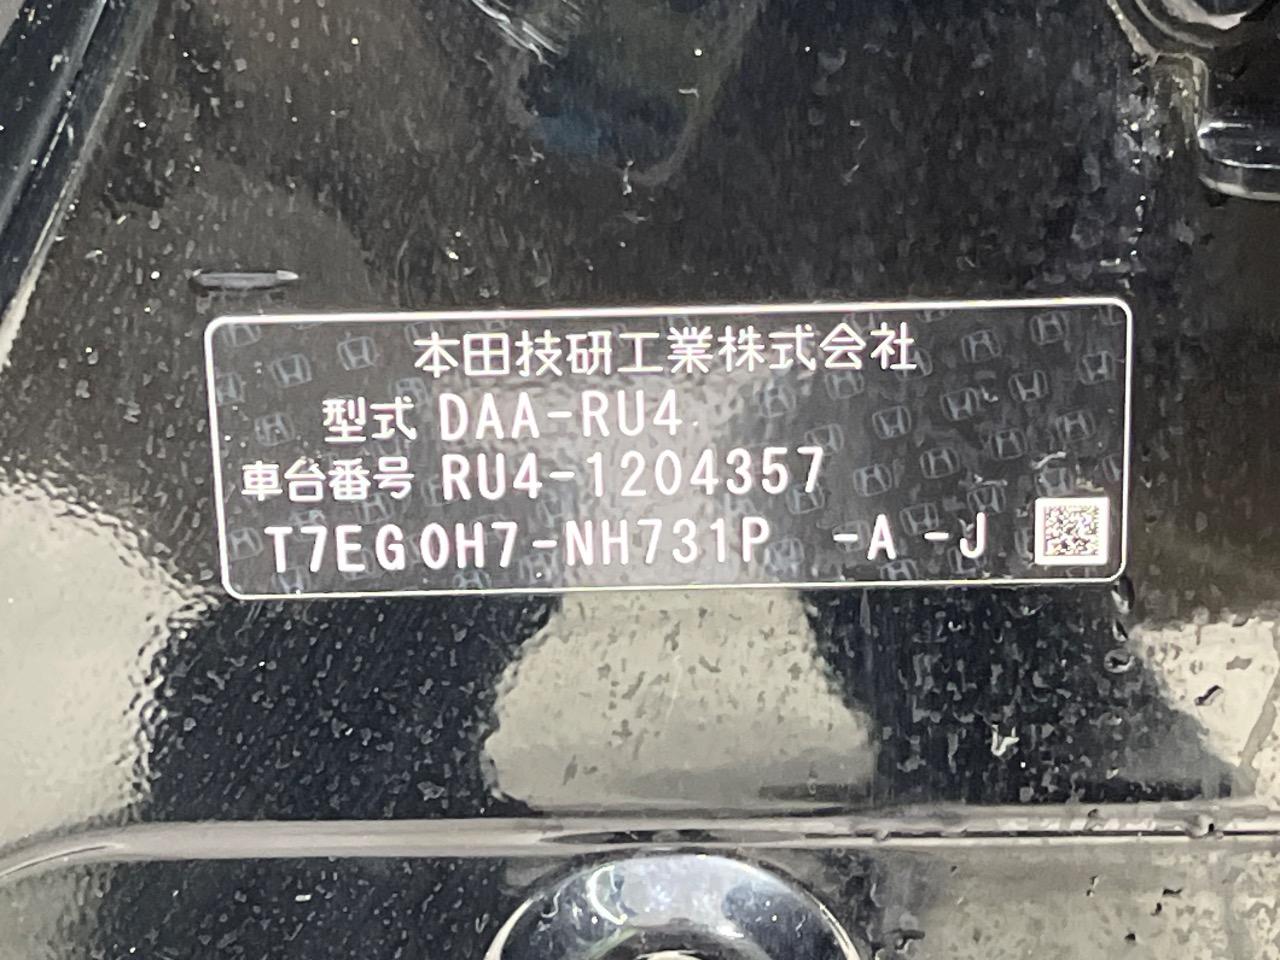 本田技研工業株式会社
型式 DAA-RU4
車台番号 RU4-1204357
T7EG0H7-NH731P -A -J